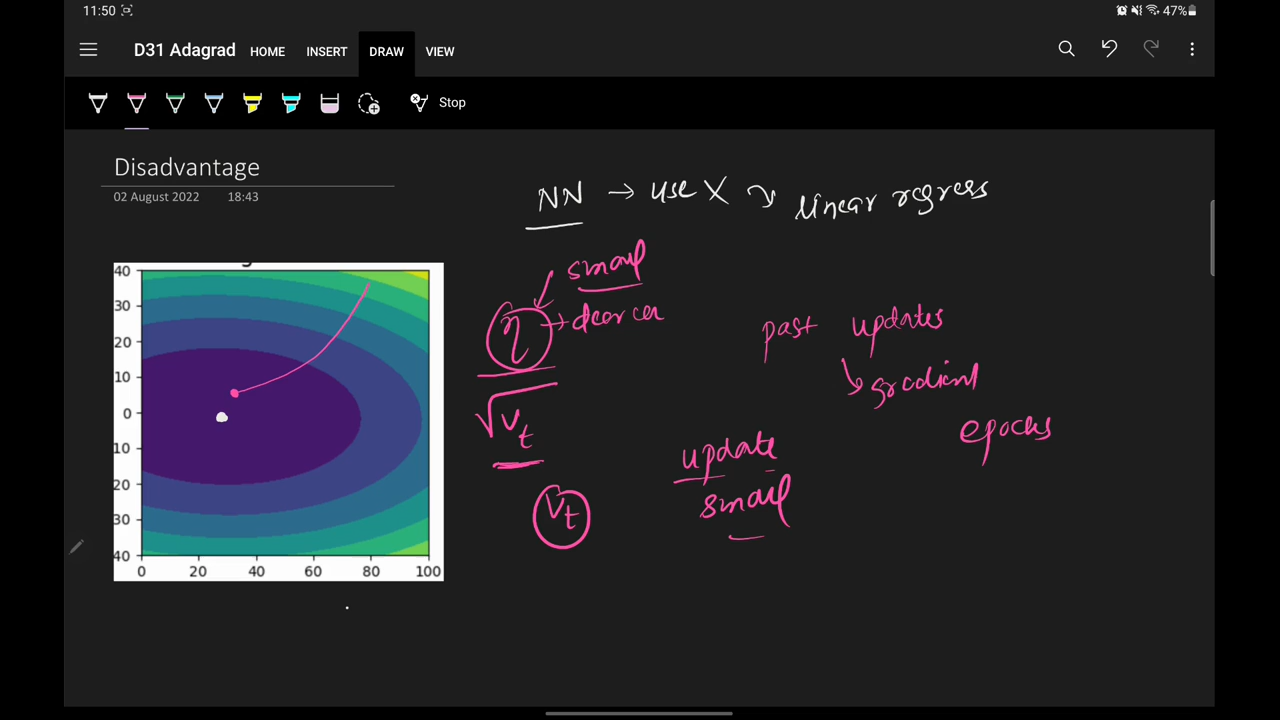 11:50
47%
D31 Adagrad HOME INSERT DRAW VIEW
Stop
Disadvantage
02 August 2022 18:43
NN → use X ↘ linear regress
small
η → decrease
past updates
↳ gradient
√Vt
epochs
update
small
Vt
40
30
20
10
0
10
20
30
40
0 20 40 60 80 100